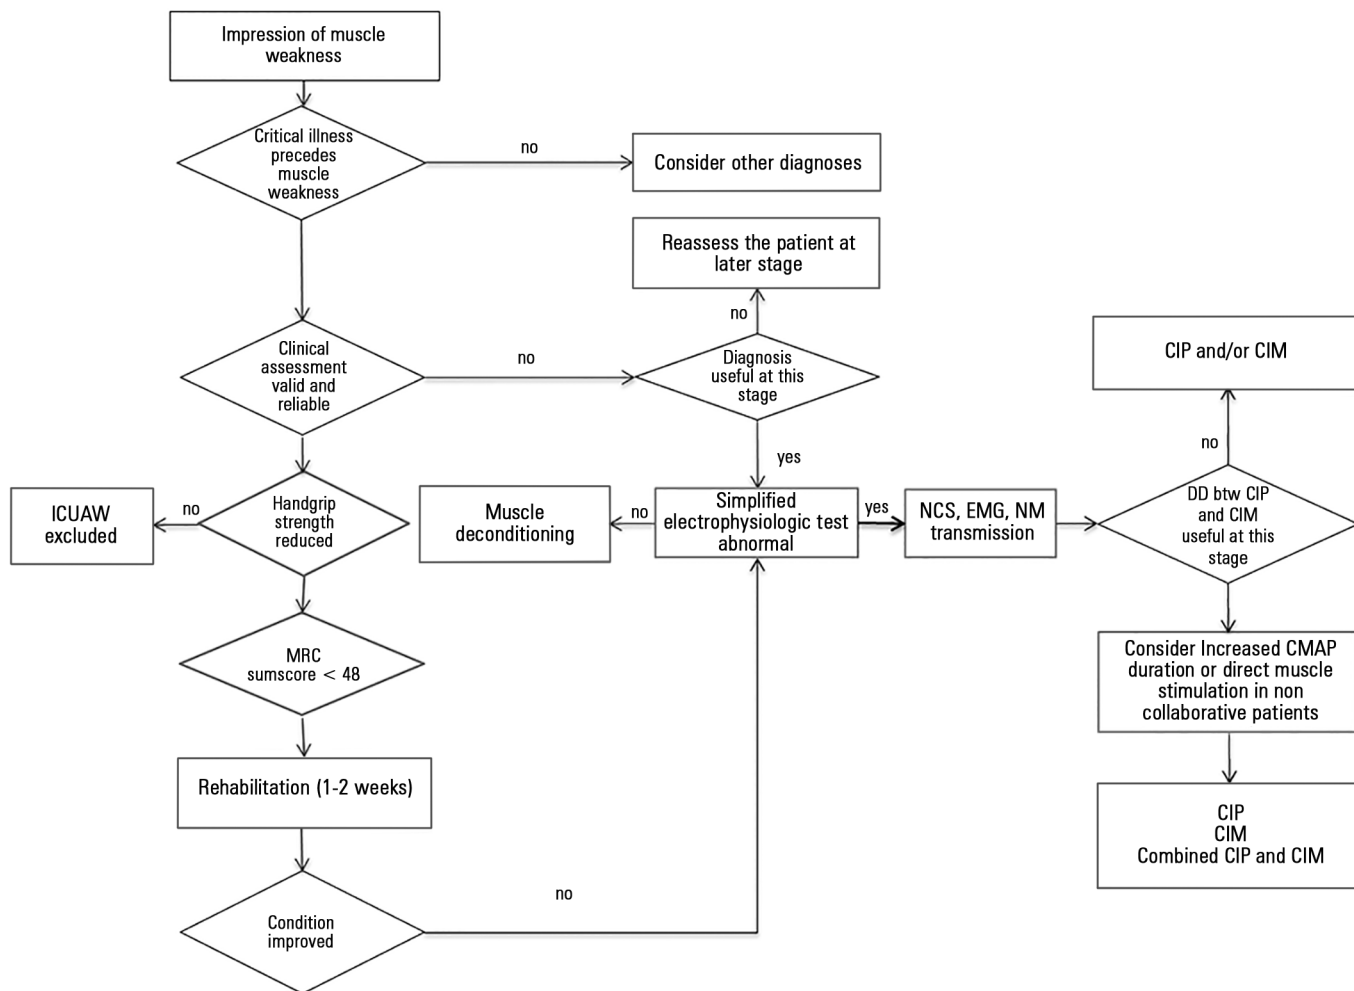 Impression of muscle
weakness
Critical illness
precedes
muscle
weakness
no
Consider other diagnoses
Reassess the patient at
later stage
no
Clinical
assessment
valid and
reliable
no
Diagnosis
useful at this
stage
yes
CIP and/or CIM
no
ICUAW
excluded
no
Handgrip
strength
reduced
Muscle
deconditioning
no
Simplified
electrophysiologic test
abnormal
yes
NCS, EMG, NM
transmission
DD btw CIP
and CIM
useful at this
stage
MRC
sumscore < 48
Consider Increased CMAP
duration or direct muscle
stimulation in non
collaborative patients
Rehabilitation (1-2 weeks)
CIP
CIM
Combined CIP and CIM
no
Condition
improved